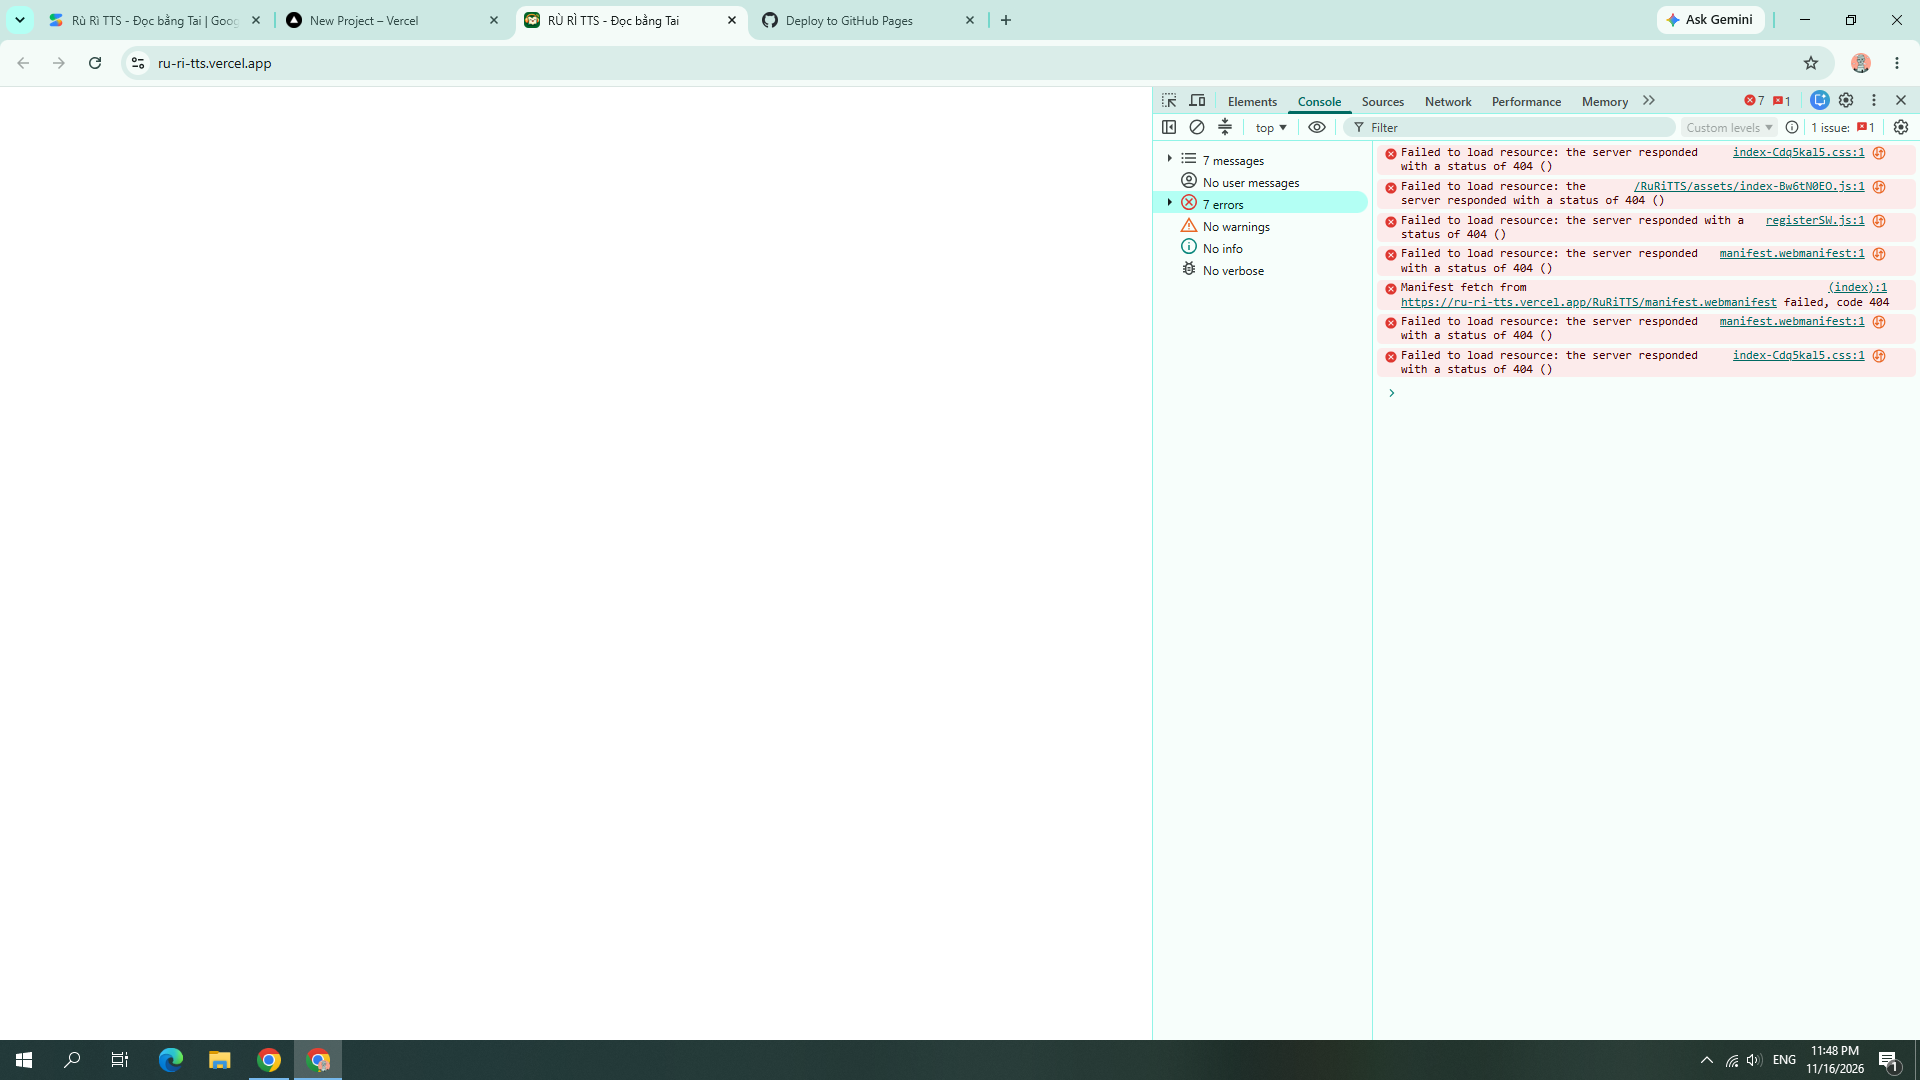 Rù Rì TTS - Đọc bằng Tai | Goog
New Project – Vercel
RÙ RÌ TTS - Đọc bằng Tai
Deploy to GitHub Pages
Ask Gemini
ru-ri-tts.vercel.app
Elements
Console
Sources
Network
Performance
Memory
7
1
top
Filter
Custom levels
1 issue:
1
7 messages
No user messages
7 errors
No warnings
No info
No verbose
Failed to load resource: the server responded index-Cdq5kal5.css:1
with a status of 404 ()
Failed to load resource: the /RuRiTTS/assets/index-Bw6tN0EO.js:1
server responded with a status of 404 ()
Failed to load resource: the server responded with a registerSW.js:1
status of 404 ()
Failed to load resource: the server responded manifest.webmanifest:1
with a status of 404 ()
Manifest fetch from (index):1
https://ru-ri-tts.vercel.app/RuRiTTS/manifest.webmanifest failed, code 404
Failed to load resource: the server responded manifest.webmanifest:1
with a status of 404 ()
Failed to load resource: the server responded index-Cdq5kal5.css:1
with a status of 404 ()
ENG
11:48 PM
11/16/2026
1